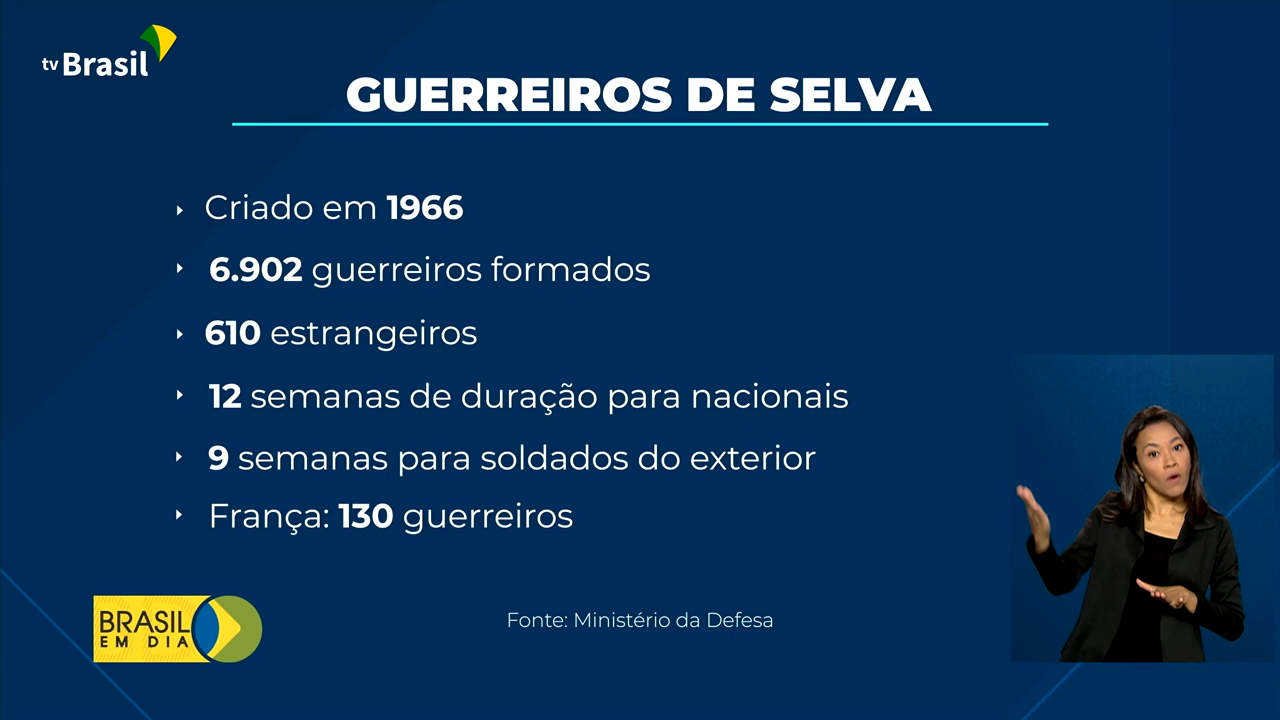 tv Brasil
GUERREIROS DE SELVA
Criado em 1966
6.902 guerreiros formados
610 estrangeiros
12 semanas de duração para nacionais
9 semanas para soldados do exterior
França: 130 guerreiros
BRASIL
EM DIA
Fonte: Ministério da Defesa